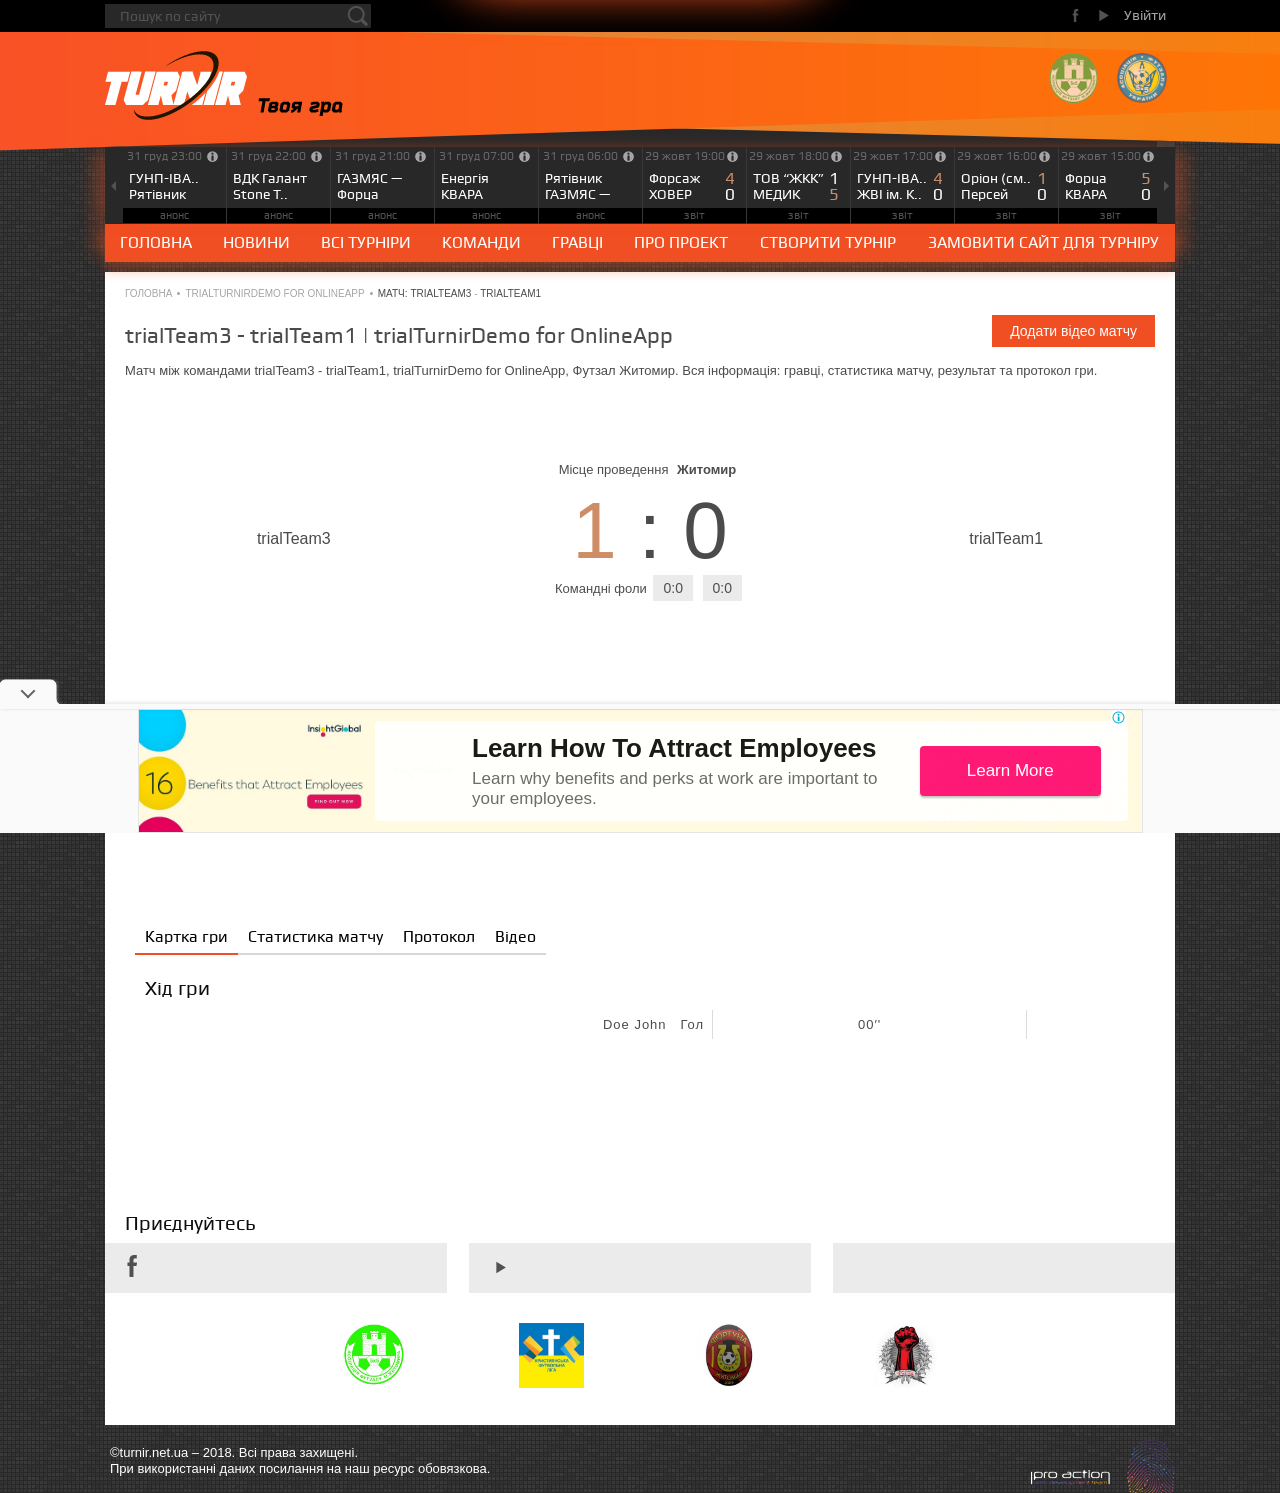 Пошук по сайту
Увійти
TURNIR Твоя гра
31 груд 23:00
ГУНП-ІВА..
Рятівник
анонс
31 груд 22:00
ВДК Галант
Stone T..
анонс
31 груд 21:00
ГАЗМЯС —
Форца
анонс
31 груд 07:00
Енергія
КВАРА
анонс
31 груд 06:00
Рятівник
ГАЗМЯС —
анонс
29 жовт 19:00
Форсаж 4
ХОВЕР 0
звіт
29 жовт 18:00
ТОВ “ЖКК” 1
МЕДИК 5
звіт
29 жовт 17:00
ГУНП-ІВА.. 4
ЖВІ ім. К.. 0
звіт
29 жовт 16:00
Оріон (см.. 1
Персей 0
звіт
29 жовт 15:00
Форца 5
КВАРА 0
звіт
ГОЛОВНА НОВИНИ ВСІ ТУРНІРИ КОМАНДИ ГРАВЦІ ПРО ПРОЕКТ СТВОРИТИ ТУРНІР ЗАМОВИТИ САЙТ ДЛЯ ТУРНІРУ
ГОЛОВНА • TRIALTURNIRDEMO FOR ONLINEAPP • МАТЧ: TRIALTEAM3 - TRIALTEAM1
trialTeam3 - trialTeam1 | trialTurnirDemo for OnlineApp
Додати відео матчу
Матч між командами trialTeam3 - trialTeam1, trialTurnirDemo for OnlineApp, Футзал Житомир. Вся інформація: гравці, статистика матчу, результат та протокол гри.
Місце проведення Житомир
trialTeam3 1 : 0 trialTeam1
Командні фоли 0:0 0:0
InsightGlobal
16 Benefits that Attract Employees
FIND OUT NOW
Learn How To Attract Employees
Learn why benefits and perks at work are important to
your employees.
Learn More
Картка гри Статистика матчу Протокол Відео
Хід гри
Doe John Гол 00''
Приєднуйтесь
©turnir.net.ua – 2018. Всі права захищені.
При використанні даних посилання на наш ресурс обовязкова.
pro action